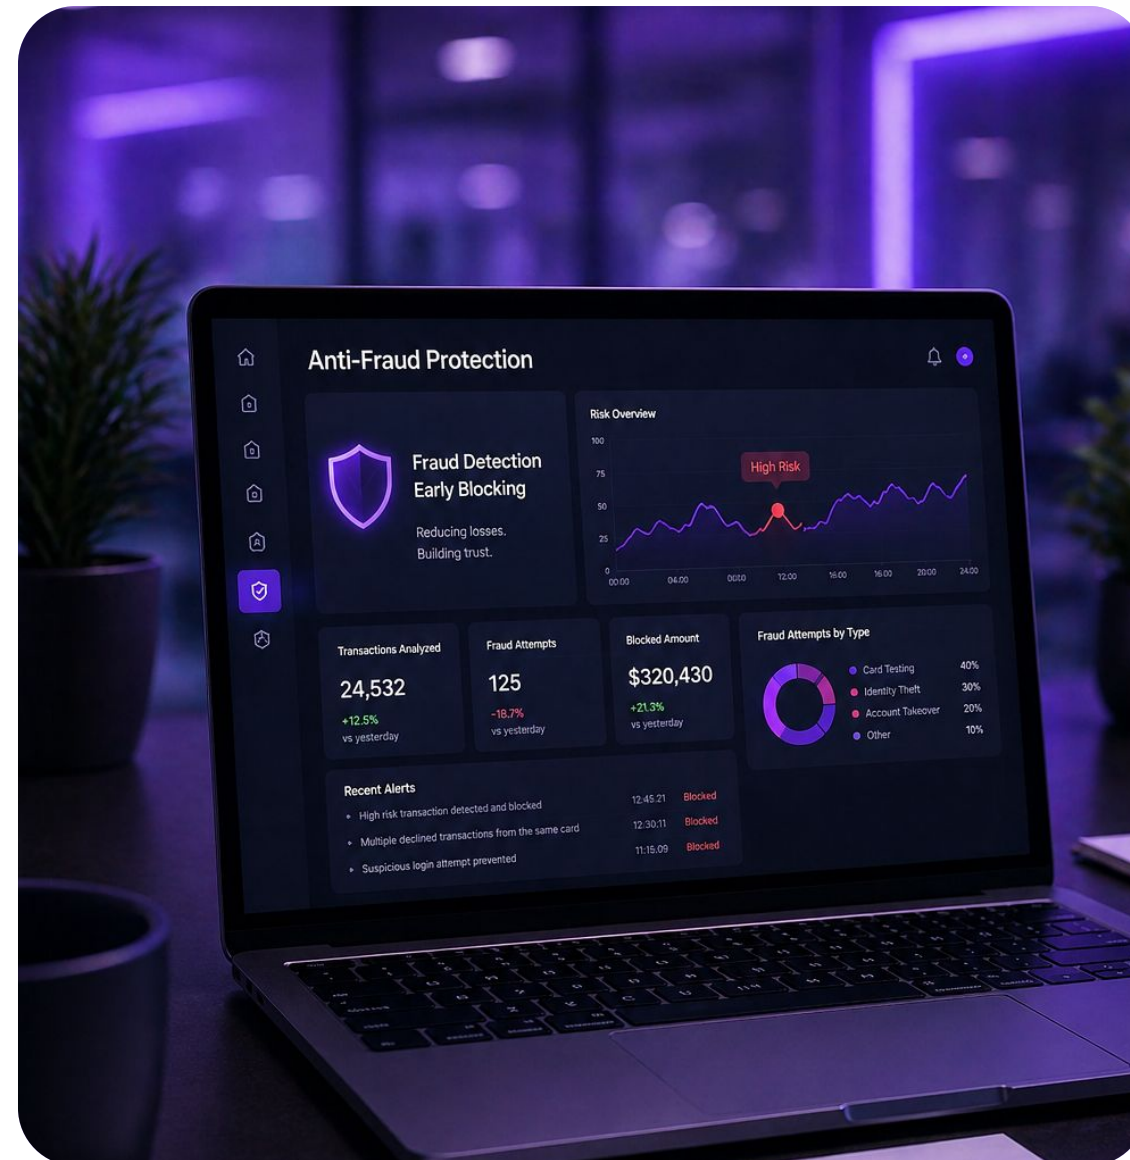 Anti-Fraud Protection
Fraud Detection
Early Blocking
Reducing losses.
Building trust.
Risk Overview
100
75
50
25
0
High Risk
00:00
04:00
12:00
16:00
16:00
20:00
24:00
Transactions Analyzed
24,532
+12.5%
vs yesterday
Fraud Attempts
125
-18.7%
vs yesterday
Blocked Amount
$320,430
+21.3%
vs yesterday
Fraud Attempts by Type
Card Testing 40%
Identity Theft 30%
Account Takeover 20%
Other 10%
Recent Alerts
High risk transaction detected and blocked 12:45:21 Blocked
Multiple declined transactions from the same card 12:30:11 Blocked
Suspicious login attempt prevented 11:15:09 Blocked